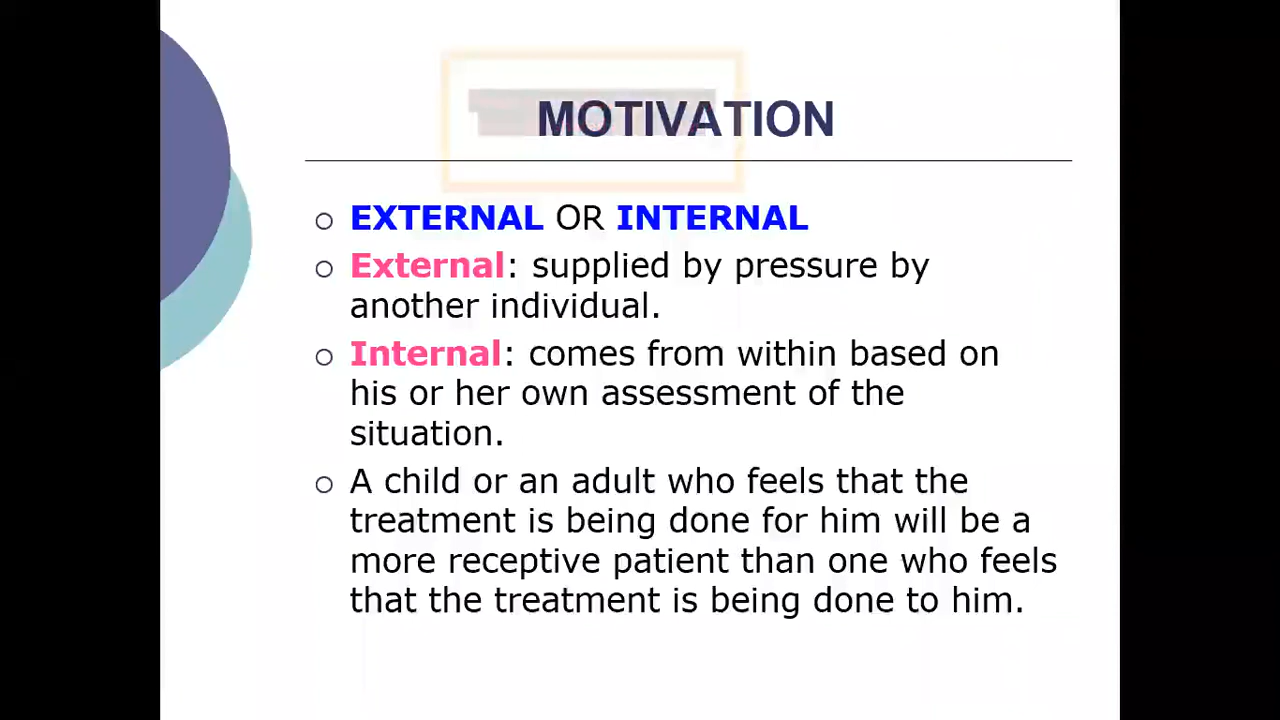 MOTIVATION
EXTERNAL OR INTERNAL
External: supplied by pressure by
another individual.
Internal: comes from within based on
his or her own assessment of the
situation.
A child or an adult who feels that the
treatment is being done for him will be a
more receptive patient than one who feels
that the treatment is being done to him.